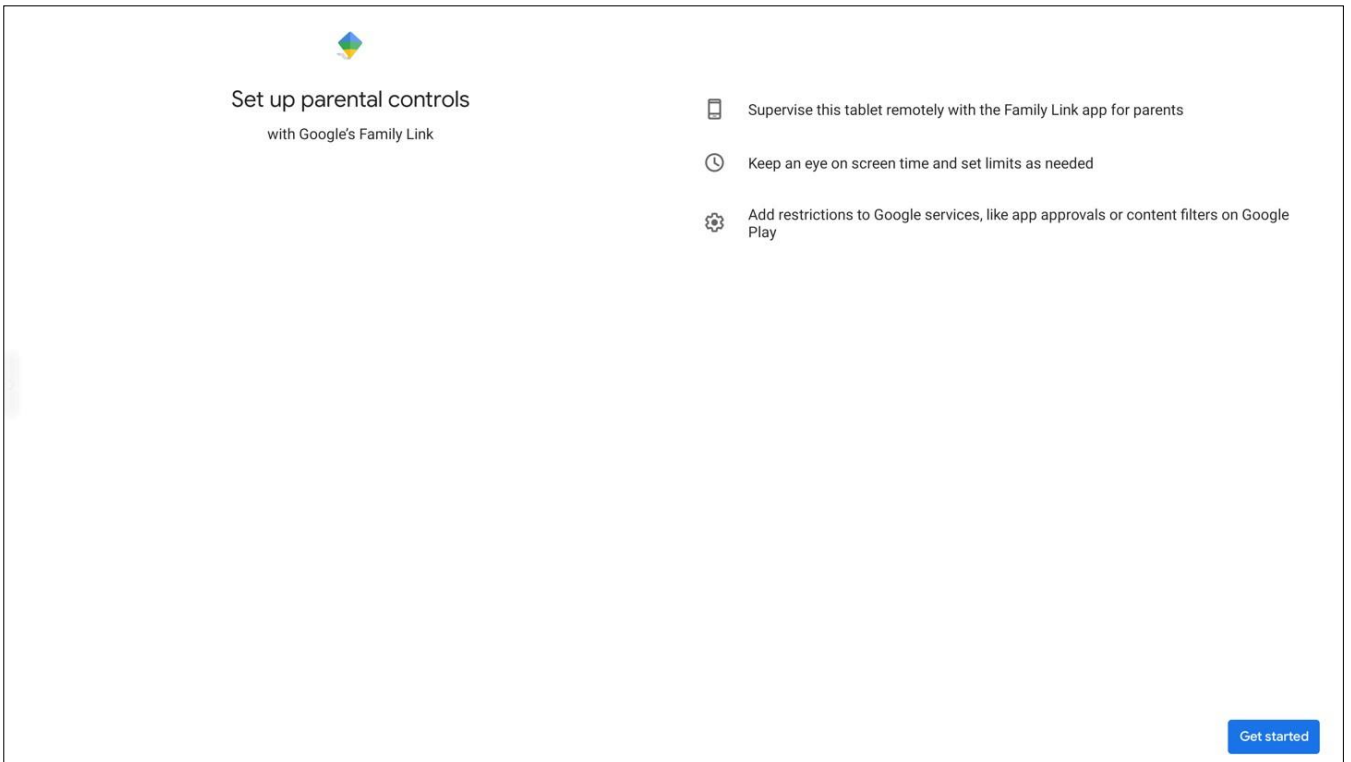 Set up parental controls
with Google's Family Link
Supervise this tablet remotely with the Family Link app for parents
Keep an eye on screen time and set limits as needed
Add restrictions to Google services, like app approvals or content filters on Google
Play
Get started